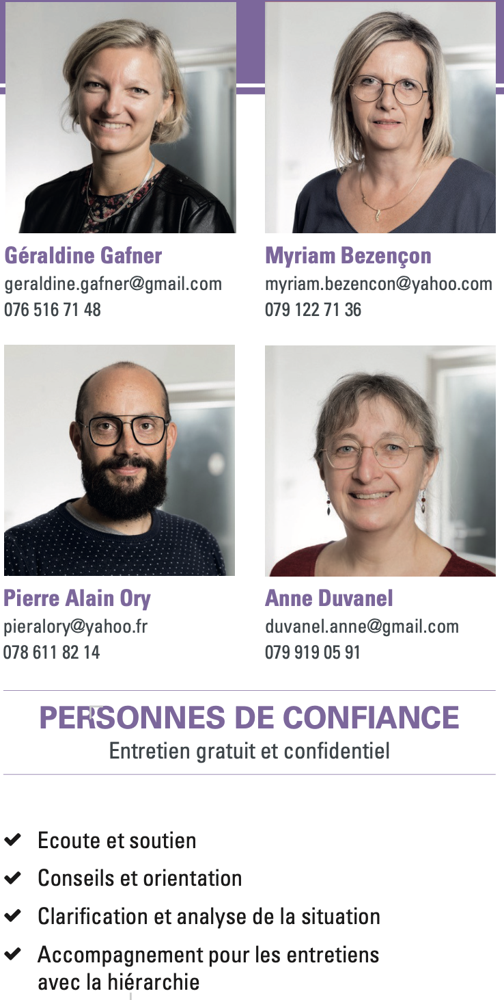 Géraldine Gafner
geraldine.gafner@gmail.com
076 516 71 48
Myriam Bezençon
myriam.bezencon@yahoo.com
079 122 71 36
Pierre Alain Ory
pieralory@yahoo.fr
078 611 82 14
Anne Duvanel
duvanel.anne@gmail.com
079 919 05 91
PERSONNES DE CONFIANCE
Entretien gratuit et confidentiel
Ecoute et soutien
Conseils et orientation
Clarification et analyse de la situation
Accompagnement pour les entretiens
avec la hiérarchie